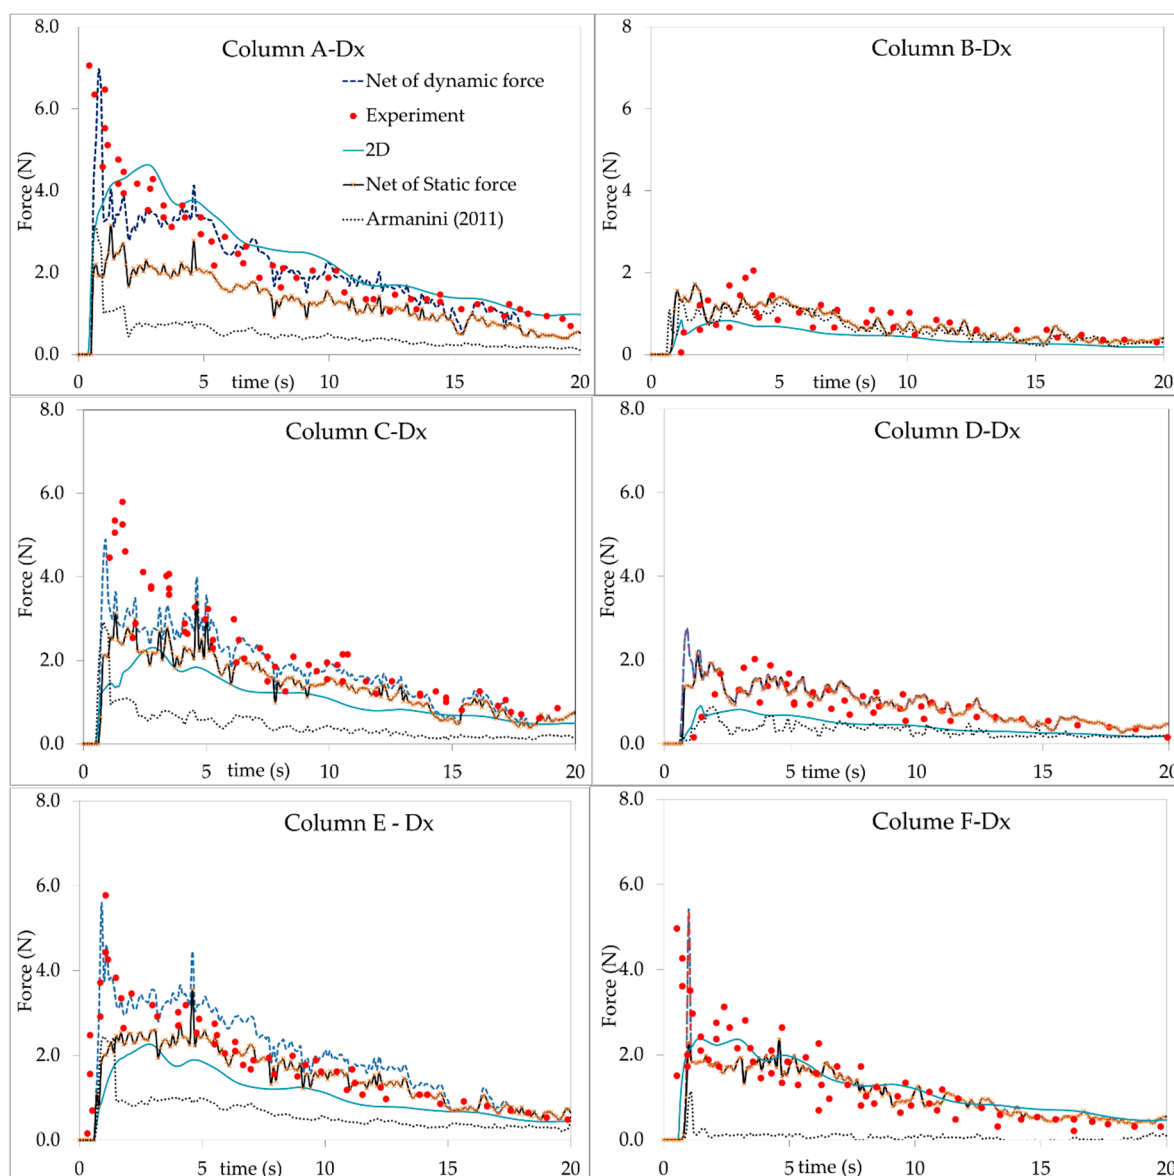 8.0
Column A-Dx
Net of dynamic force
Experiment
2D
Net of Static force
Armanini (2011)
Force (N)
6.0
4.0
2.0
0.0
0
5
time (s)
10
15
20
8
Column B-Dx
Force (N)
6
4
2
0
0
5
time (s)
10
15
20
8.0
Column C-Dx
Force (N)
6.0
4.0
2.0
0.0
0
5
time (s)
10
15
20
8.0
Column D-Dx
Force (N)
6.0
4.0
2.0
0.0
0
5 time (s)
10
15
20
8.0
Column E - Dx
Force (N)
6.0
4.0
2.0
0.0
0
5
time (s)
10
15
20
8.0
Colume F-Dx
Force (N)
6.0
4.0
2.0
0.0
0
5
time (s)
10
15
20